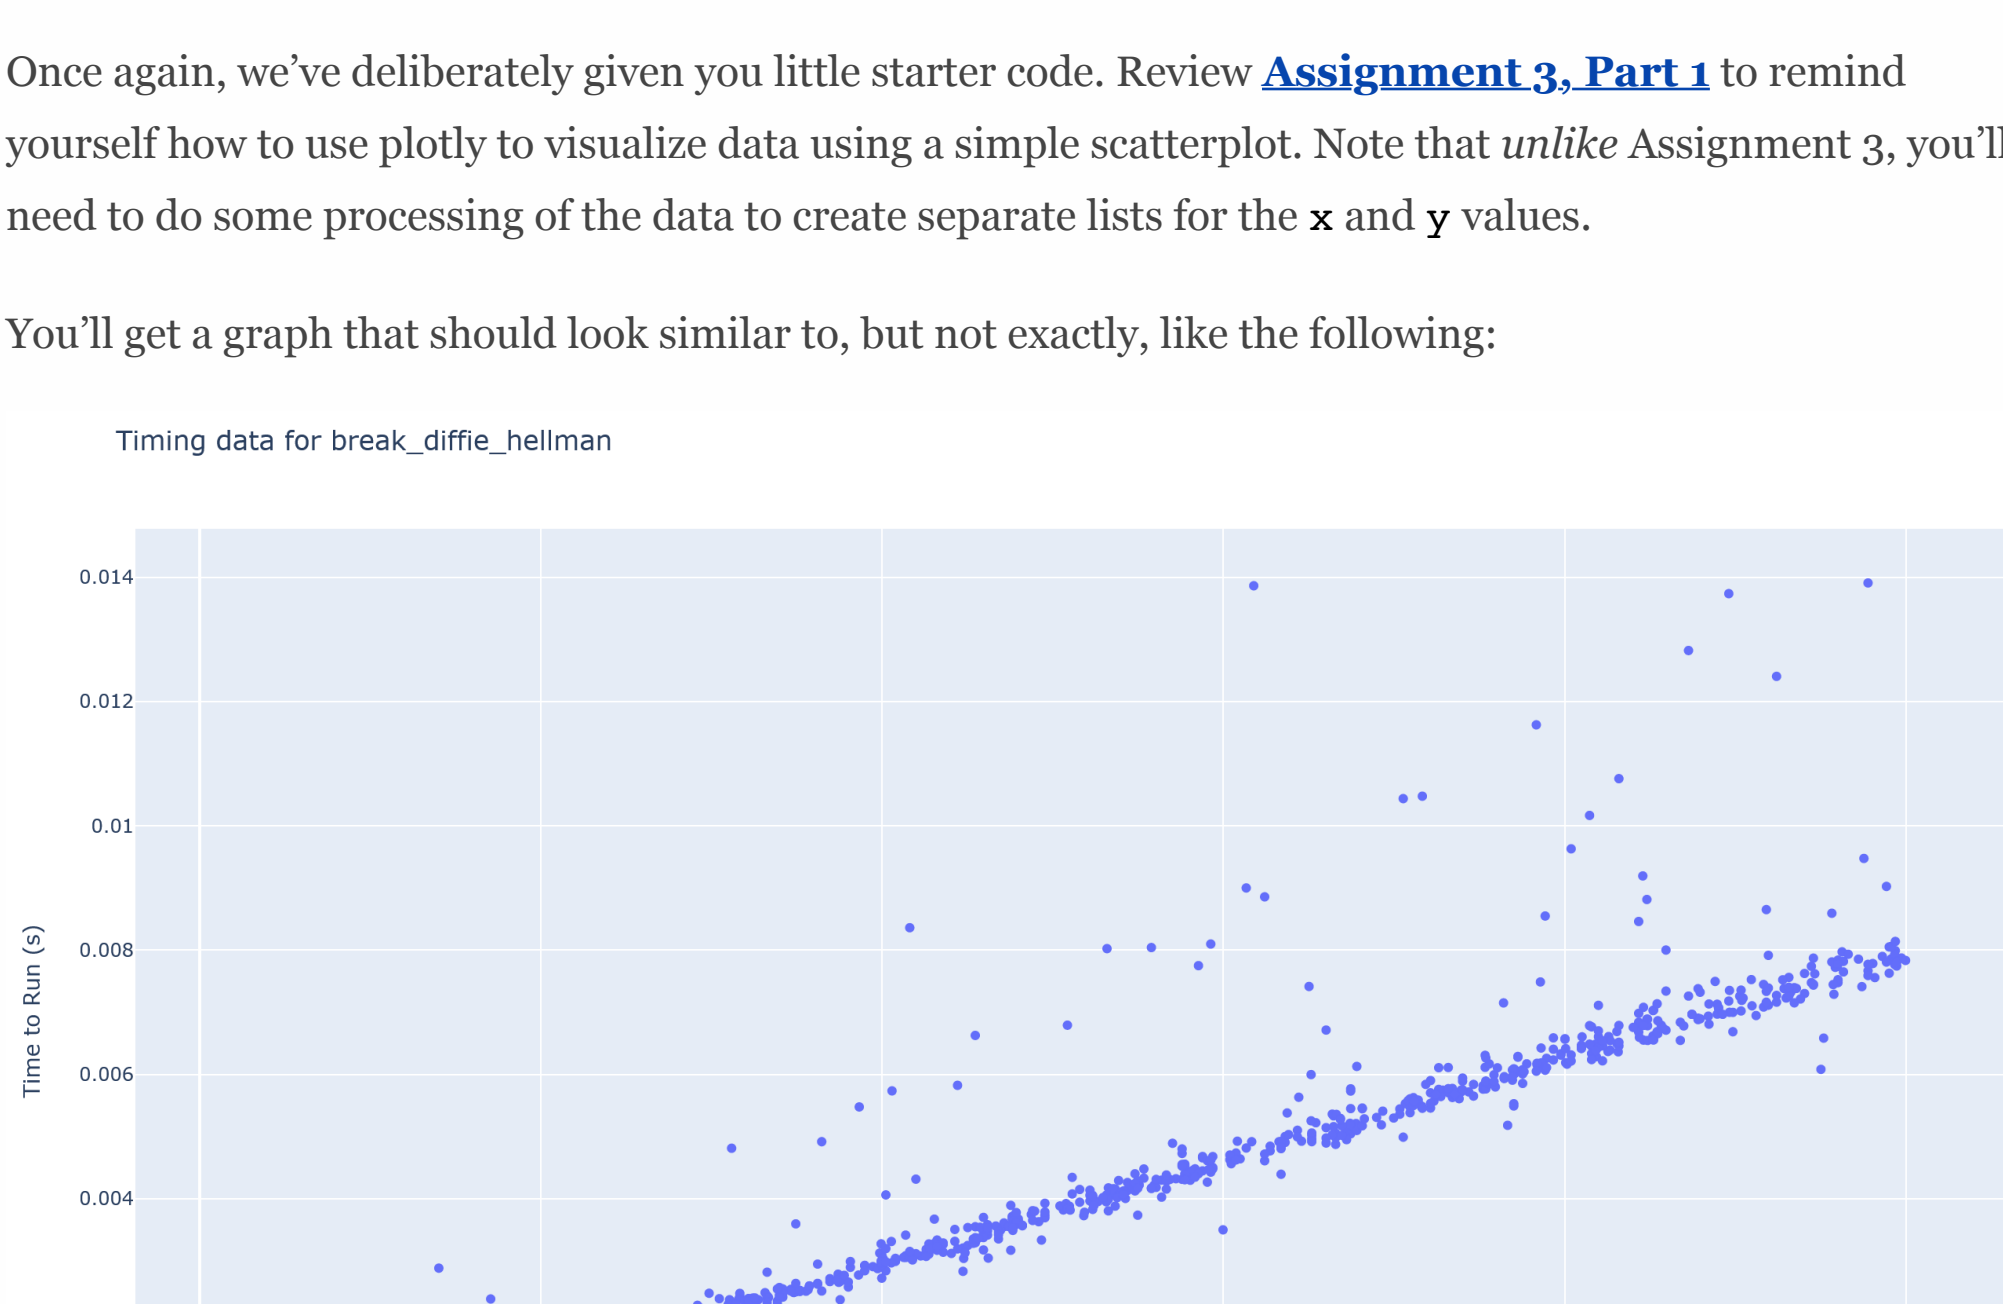 Once again, we’ve deliberately given you little starter code. Review Assignment 3, Part 1 to remind
yourself how to use plotly to visualize data using a simple scatterplot. Note that unlike Assignment 3, you’ll
need to do some processing of the data to create separate lists for the x and y values.
You’ll get a graph that should look similar to, but not exactly, like the following:
Timing data for break_diffie_hellman
0.014
0.012
0.01
0.008
Time to Run (s)
0.006
0.004